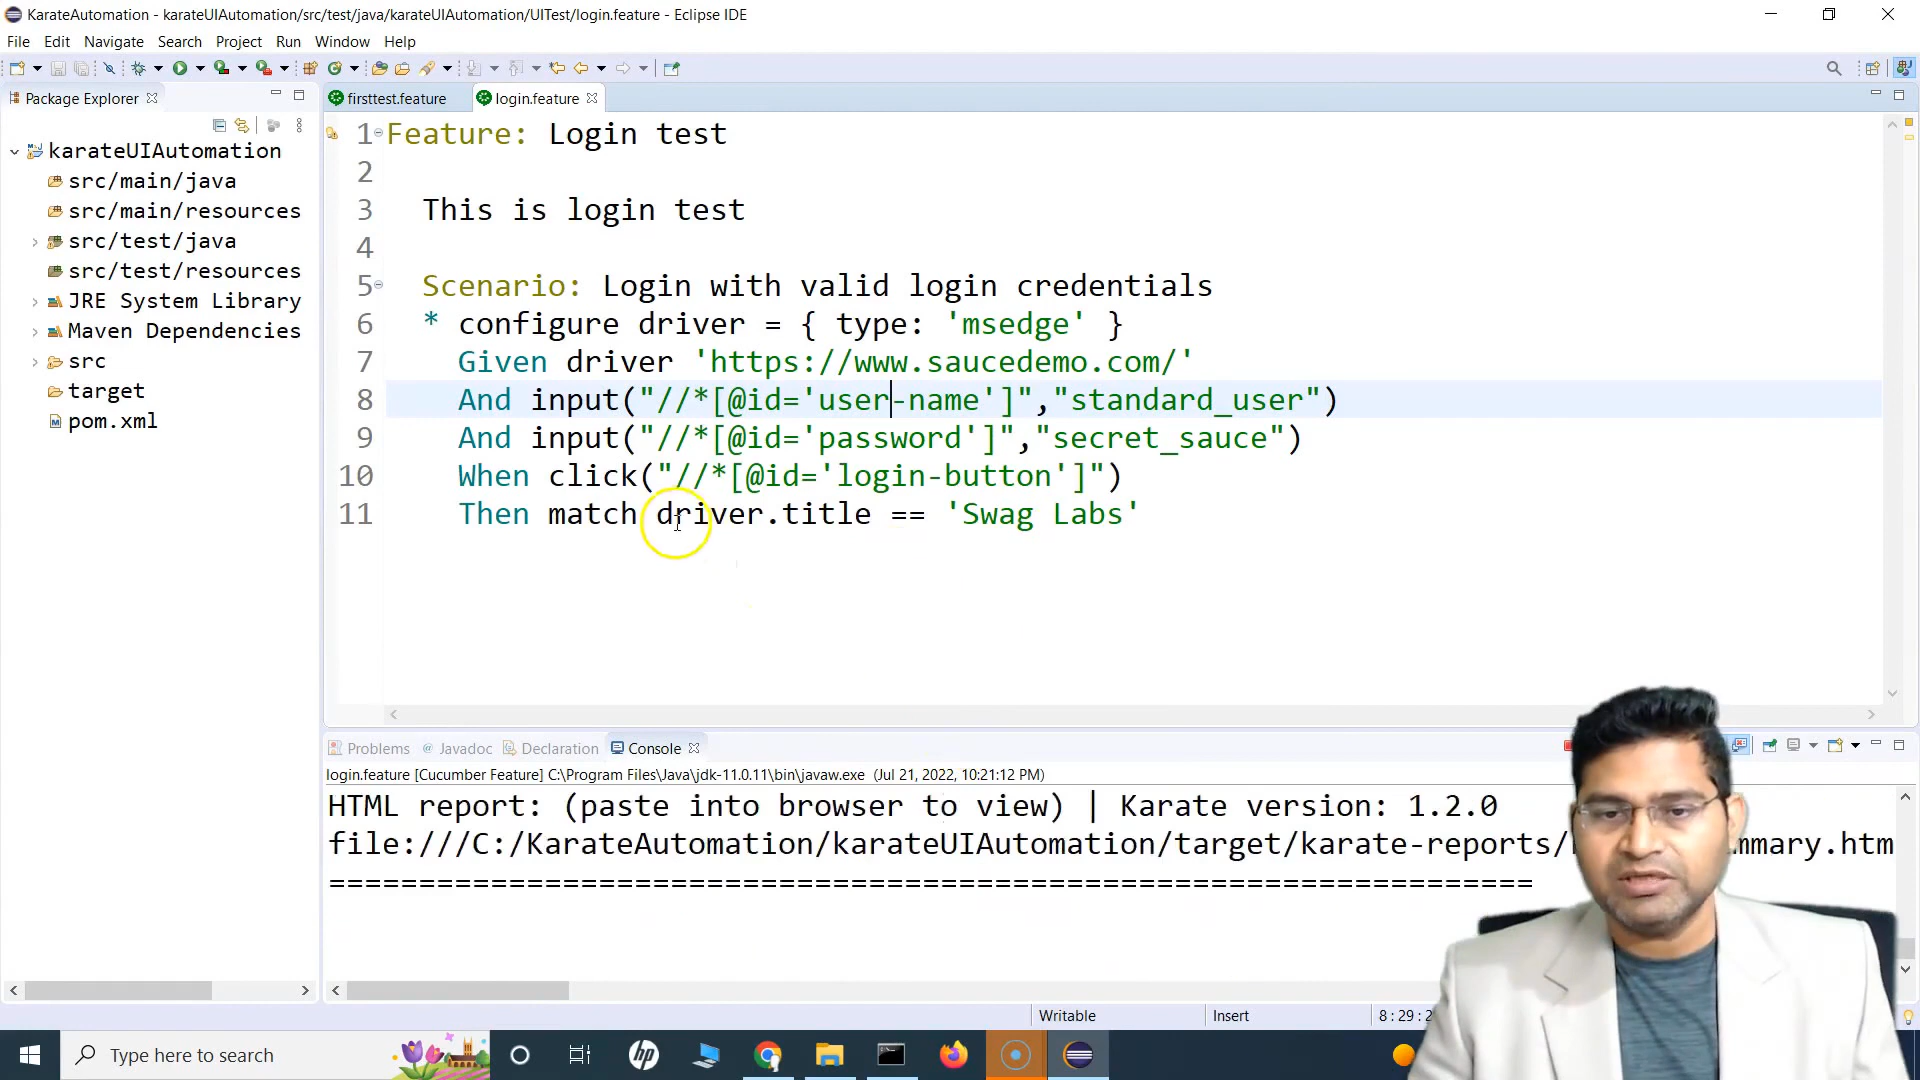 KarateAutomation - karateUIAutomation/src/test/java/karateUIAutomation/UITest/login.feature - Eclipse IDE
File Edit Navigate Search Project Run Window Help
Package Explorer
karateUIAutomation
src/main/java
src/main/resources
src/test/java
src/test/resources
JRE System Library
Maven Dependencies
src
target
pom.xml
firsttest.feature login.feature
1 Feature: Login test
2
3 This is login test
4
5 Scenario: Login with valid login credentials
6 * configure driver = { type: 'msedge' }
7 Given driver 'https://www.saucedemo.com/'
8 And input("//*[@id='user-name']","standard_user")
9 And input("//*[@id='password']","secret_sauce")
10 When click("//*[@id='login-button']")
11 Then match driver.title == 'Swag Labs'
Problems Javadoc Declaration Console
login.feature [Cucumber Feature] C:\Program Files\Java\jdk-11.0.11\bin\javaw.exe (Jul 21, 2022, 10:21:12 PM)
HTML report: (paste into browser to view) | Karate version: 1.2.0
file:///C:/KarateAutomation/karateUIAutomation/target/karate-reports/
===================================================================
Writable Insert 8 : 29 :
Type here to search